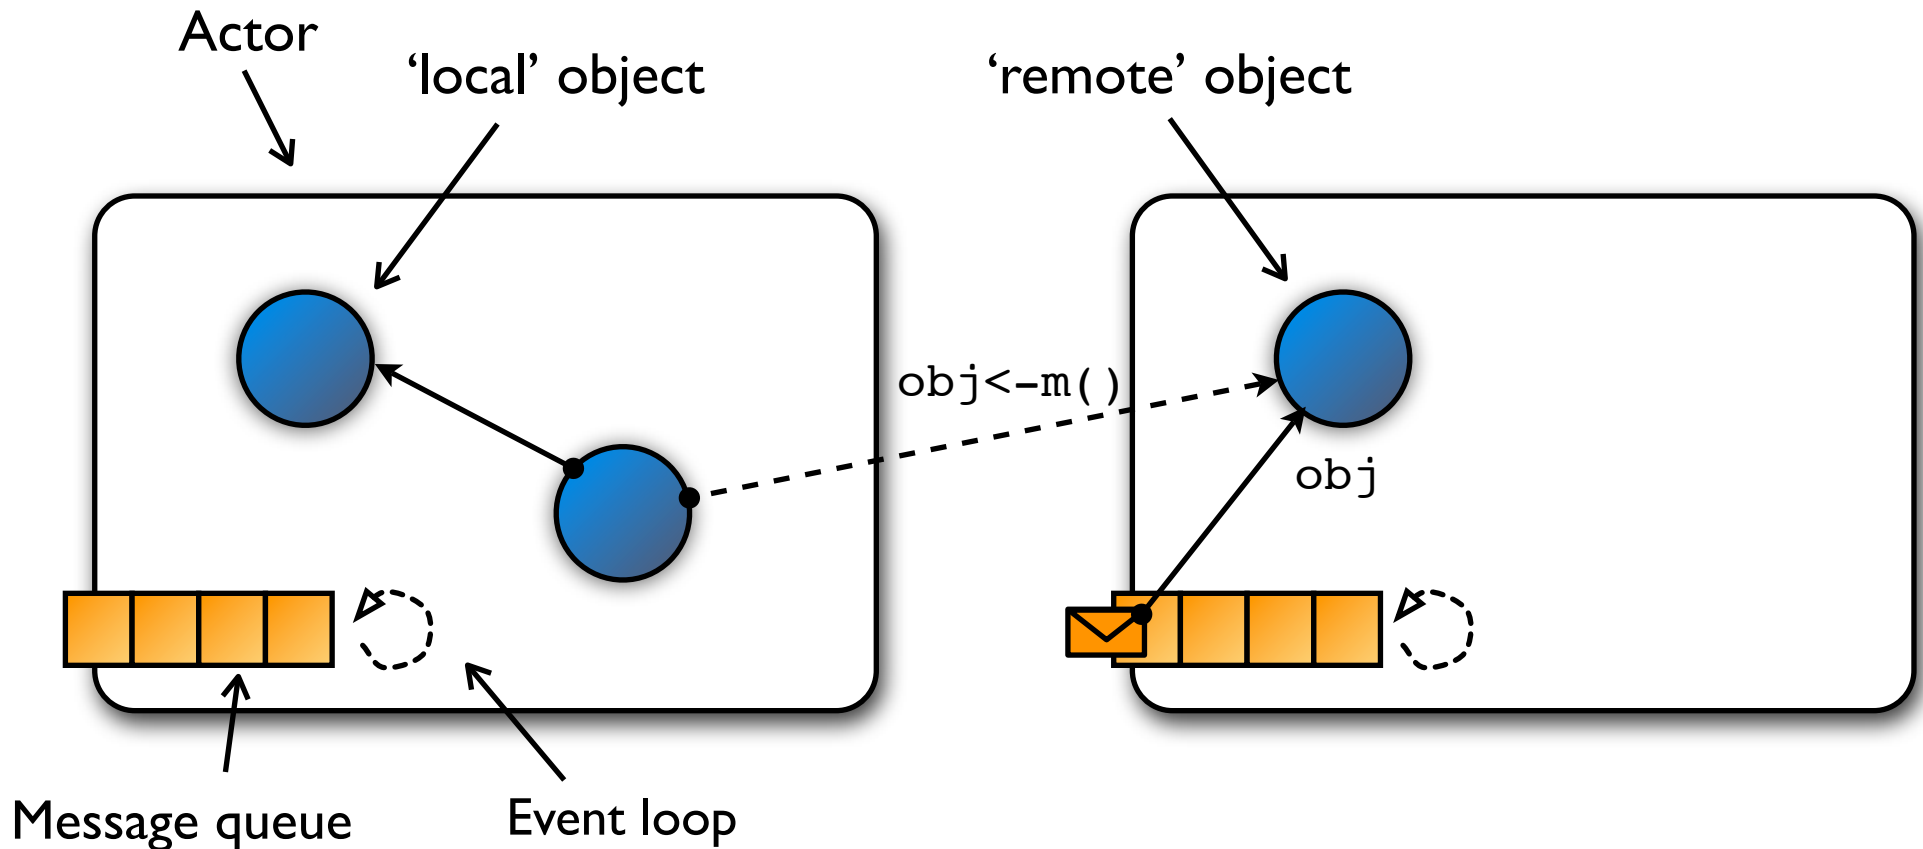 Actor
‘local’ object
‘remote’ object
obj<-m()
obj
Message queue
Event loop